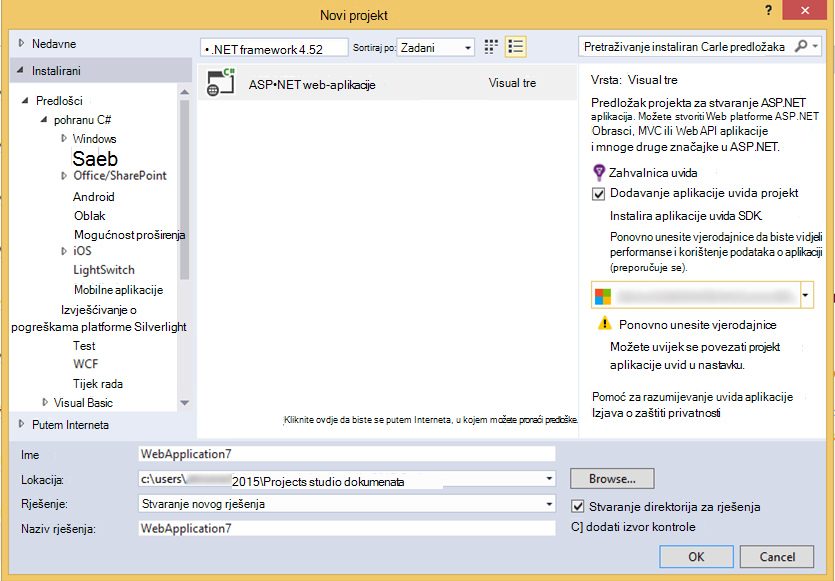 Novi projekt
?
Nedavne
Instalirani
Predlošci
pohranu C#
Windows
Saeb
Office/SharePoint
Android
Oblak
Mogućnost proširenja
iOS
LightSwitch
Mobilne aplikacije
Izvješćivanje o
pogreškama platforme Silverlight
Test
WCF
Tijek rada
Visual Basic
Putem Interneta
• .NET framework 4.52
Sortiraj po: Zadani
ASP•NET web-aplikacije
Visual tre
Kliknite ovdje da biste se putem Interneta, u kojem možete pronaći predloške.
Pretraživanje instaliran Carle predložaka
Vrsta: Visual tre
Predložak projekta za stvaranje ASP.NET
aplikacija. Možete stvoriti Web platforme ASP.NET
Obrasci, MVC ili Web API aplikacije
i mnoge druge značajke u ASP.NET.
Zahvalnica uvida
Dodavanje aplikacije uvida projekt
Instalira aplikacije uvida SDK.
Ponovno unesite vjerodajnice da biste vidjeli
performanse i korištenje podataka o aplikaciji
(preporučuje se).
Ponovno unesite vjerodajnice
Možete uvijek se povezati projekt
aplikacije uvid u nastavku.
Pomoć za razumijevanje uvida aplikacije
Izjava o zaštiti privatnosti
Ime
WebApplication7
Lokacija:
c:\users\ 2015\Projects studio dokumenata
Browse...
Rješenje:
Stvaranje novog rješenja
Stvaranje direktorija za rješenja
Naziv rješenja:
WebApplication7
C] dodati izvor kontrole
OK
Cancel